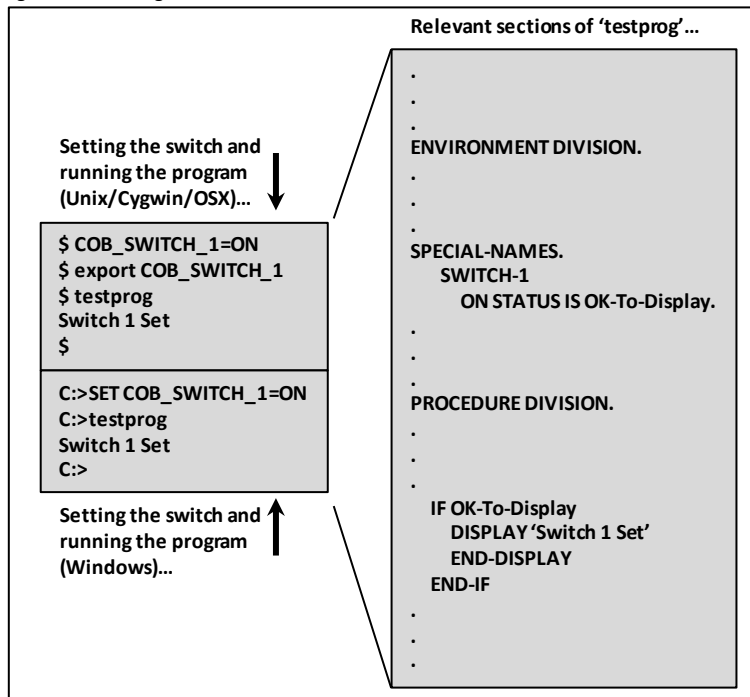 Relevant sections of ‘testprog’…
Setting the switch and
running the program
(Unix/Cygwin/OSX)…
$ COB_SWITCH_1=ON
$ export COB_SWITCH_1
$ testprog
Switch 1 Set
$
C:>SET COB_SWITCH_1=ON
C:>testprog
Switch 1 Set
C:>
Setting the switch and
running the program
(Windows)…
.
.
.
ENVIRONMENT DIVISION.
.
.
.
SPECIAL-NAMES.
SWITCH-1
ON STATUS IS OK-To-Display.
.
.
.
PROCEDURE DIVISION.
.
.
.
IF OK-To-Display
DISPLAY ‘Switch 1 Set’
END-DISPLAY
END-IF
.
.
.